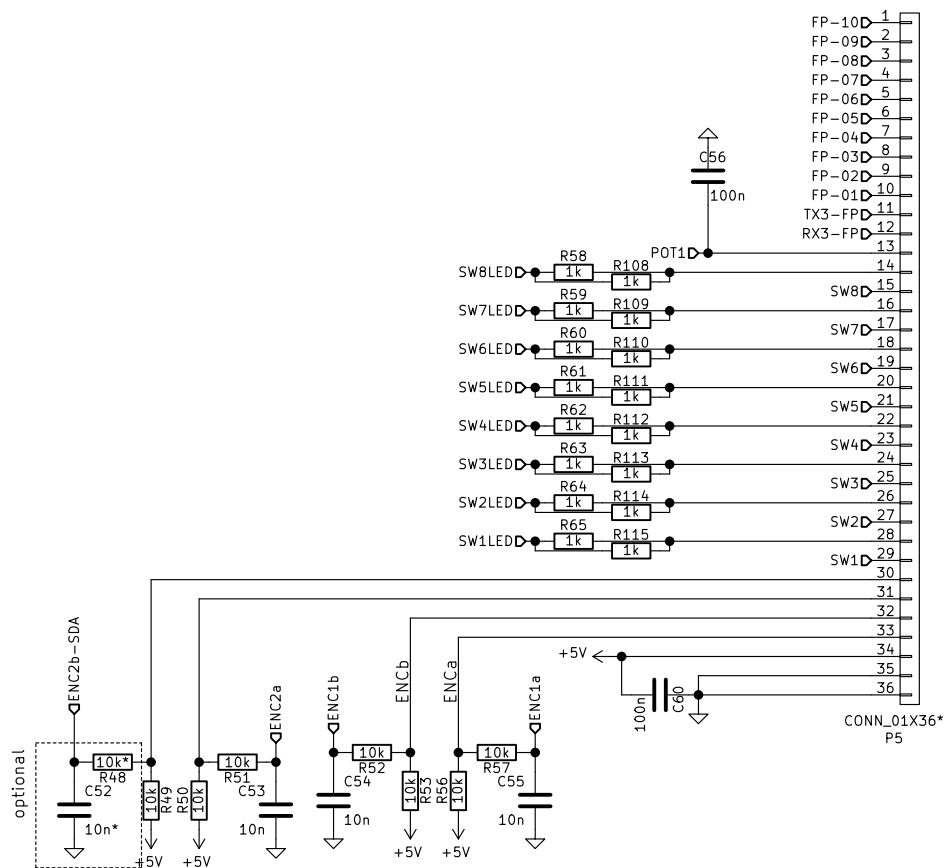 FP-10 1
FP-09 2
FP-08 3
FP-07 4
FP-06 5
FP-05 6
FP-04 7
FP-03 8
FP-02 9
FP-01 10
TX3-FP 11
RX3-FP 12
C56
100n
POT1 13
SW8LED R58 1k R108 1k 14
SW8 15
SW7LED R59 1k R109 1k 16
SW7 17
SW6LED R60 1k R110 1k 18
SW6 19
SW5LED R61 1k R111 1k 20
SW5 21
SW4LED R62 1k R112 1k 22
SW4 23
SW3LED R63 1k R113 1k 24
SW3 25
SW2LED R64 1k R114 1k 26
SW2 27
SW1LED R65 1k R115 1k 28
SW1 29
30
31
32
33
+5V 34
35
36
100n C60
CONN_01X36*
P5
ENC2b-SDA
ENC2a
ENC1b
ENCb
ENCa
ENC1a
optional
10k* R48
C52
10n*
10k R49
+5V
10k R50
+5V
10k R51
C53
10n
10k R52
C54
10n
10k R53
+5V
10k R56
+5V
10k R57
C55
10n